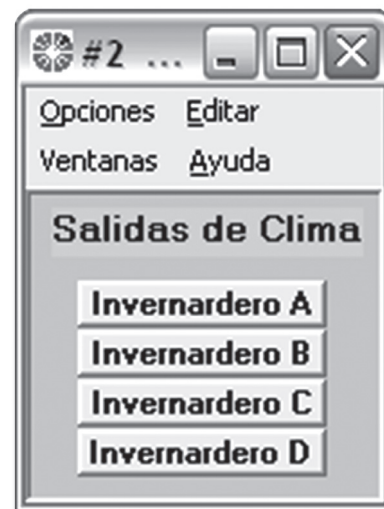 #2 ...
Opciones Editar
Ventanas Ayuda
Salidas de Clima
Invernardero A
Invernardero B
Invernardero C
Invernardero D